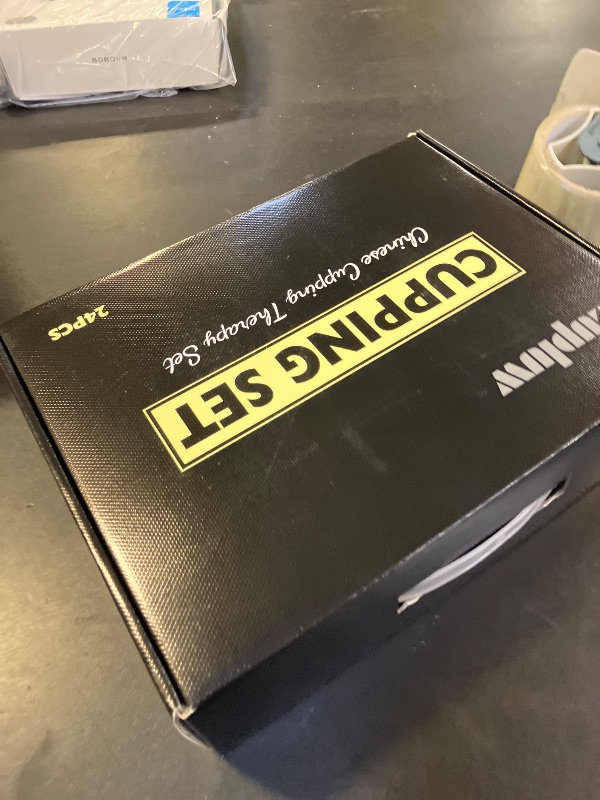 CUPPING SET
Chinese Cupping Therapy Set
24PCS